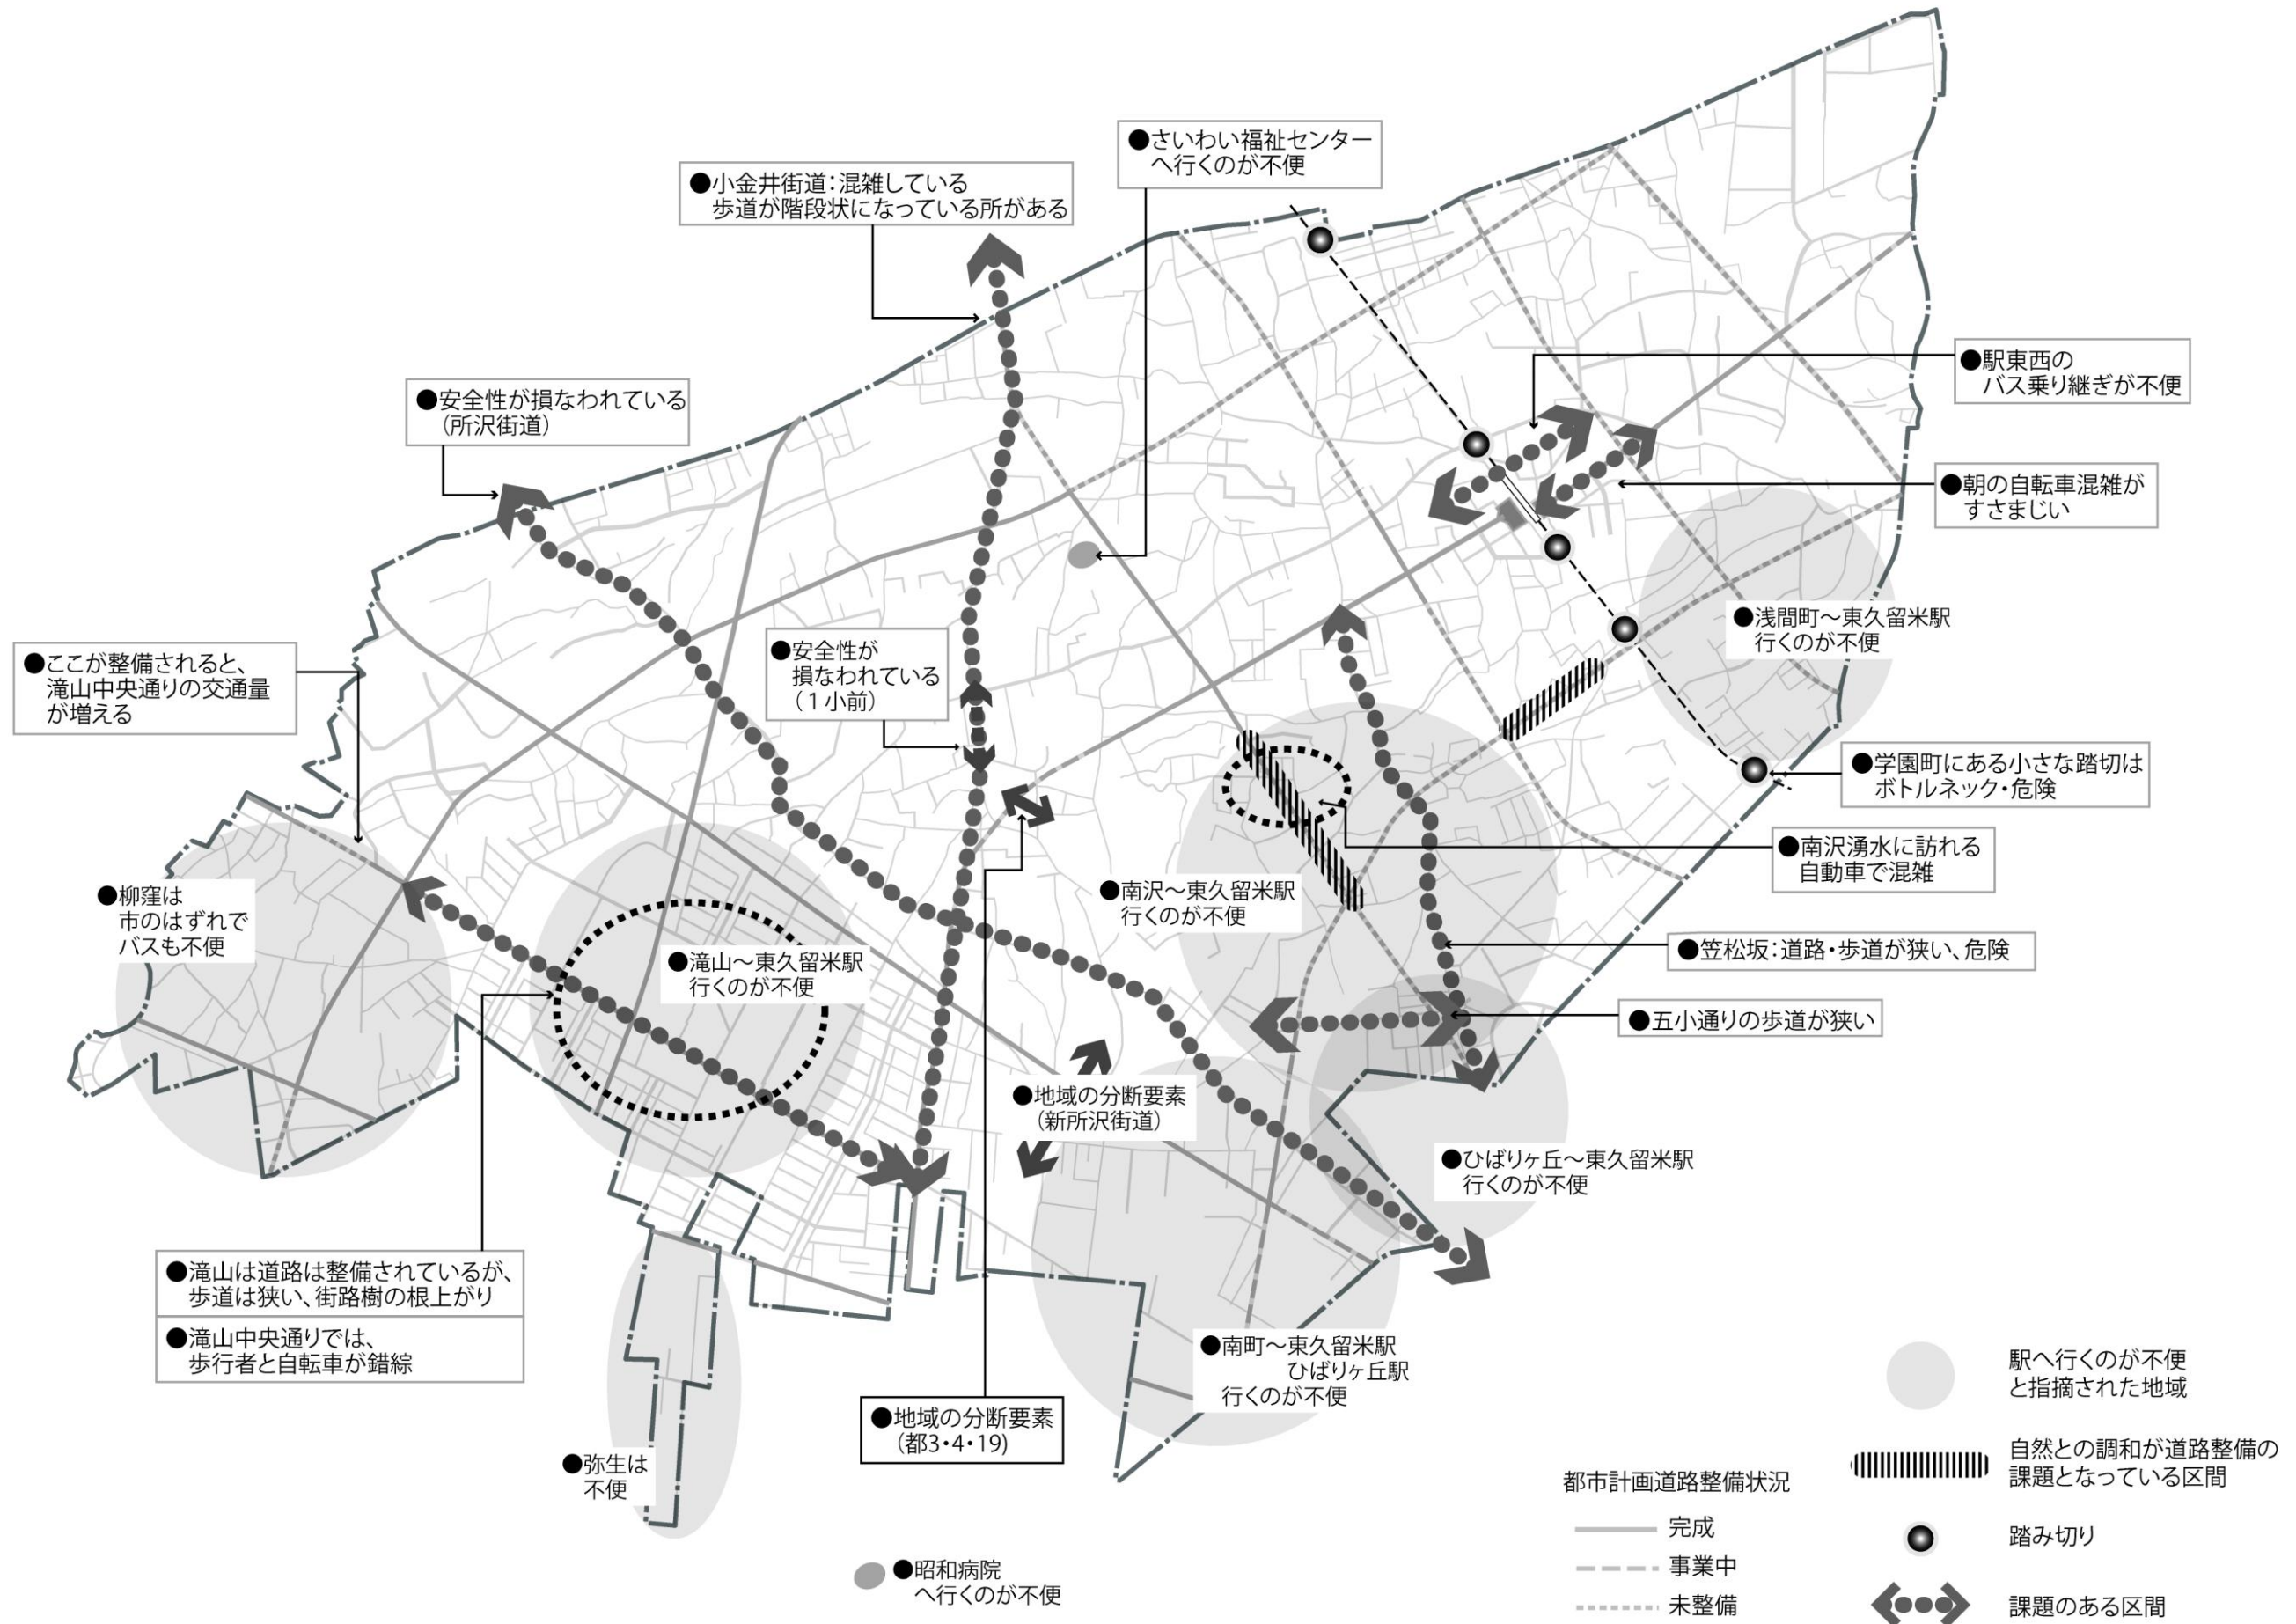 ●さいわい福祉センター
へ行くのが不便
●小金井街道：混雑している
歩道が階段状になっている所がある
●駅東西の
バス乗り継ぎが不便
●安全性が損なわれている
（所沢街道）
●朝の自転車混雑が
すさまじい
●浅間町～東久留米駅
行くのが不便
●ここが整備されると、
滝山中央通りの交通量
が増える
●安全性が
損なわれている
（１小前）
●学園町にある小さな踏切は
ボトルネック・危険
●南沢湧水に訪れる
自動車で混雑
●柳窪は
市のはずれで
バスも不便
●南沢～東久留米駅
行くのが不便
●滝山～東久留米駅
行くのが不便
●笠松坂：道路・歩道が狭い、危険
●五小通りの歩道が狭い
●地域の分断要素
（新所沢街道）
●ひばりヶ丘～東久留米駅
行くのが不便
●滝山は道路は整備されているが、
歩道は狭い、街路樹の根上がり
●滝山中央通りでは、
歩行者と自転車が錯綜
●南町～東久留米駅
ひばりヶ丘駅
行くのが不便
●地域の分断要素
（都3・4・19)
●弥生は
不便
●昭和病院
へ行くのが不便
都市計画道路整備状況
完成
事業中
未整備
駅へ行くのが不便
と指摘された地域
自然との調和が道路整備の
課題となっている区間
踏み切り
課題のある区間